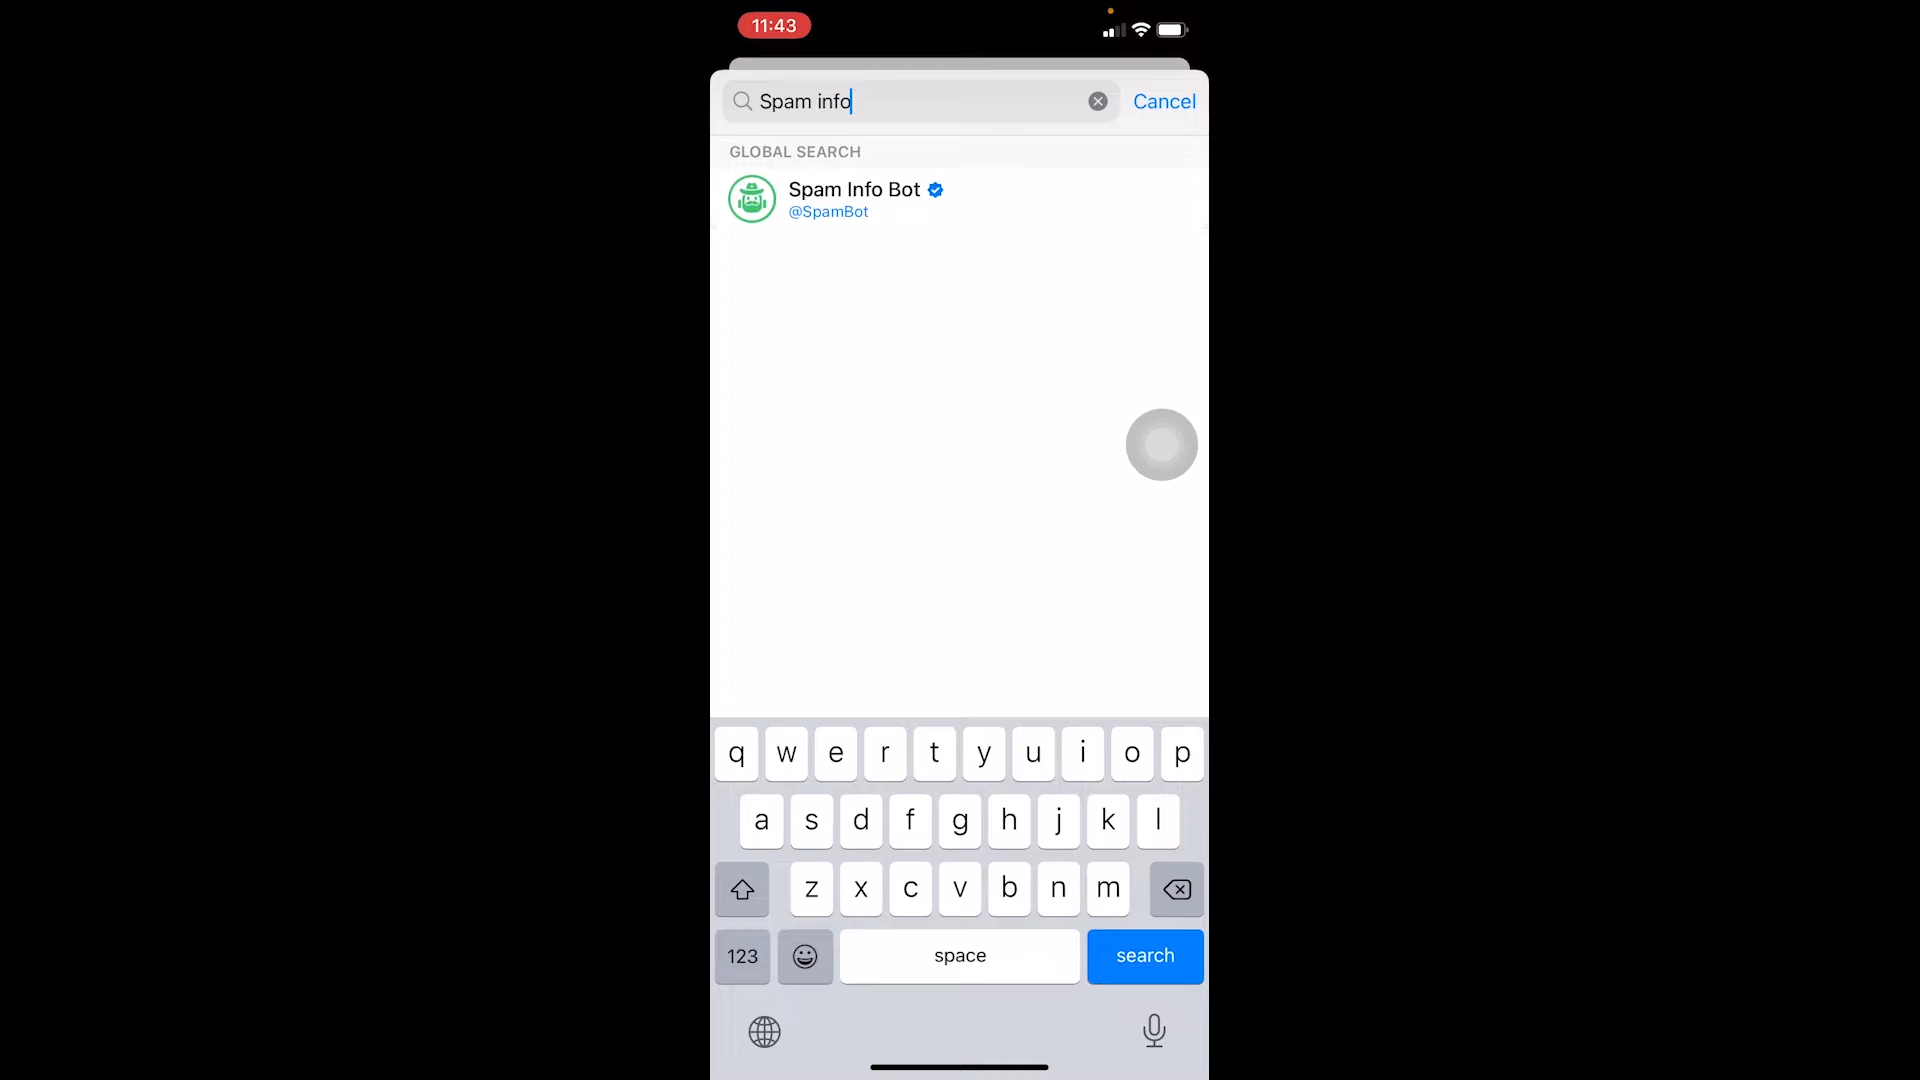 11:43
Spam info
Cancel
GLOBAL SEARCH
Spam Info Bot
@SpamBot
q w e r t y u i o p
a s d f g h j k l
z x c v b n m
123 space search